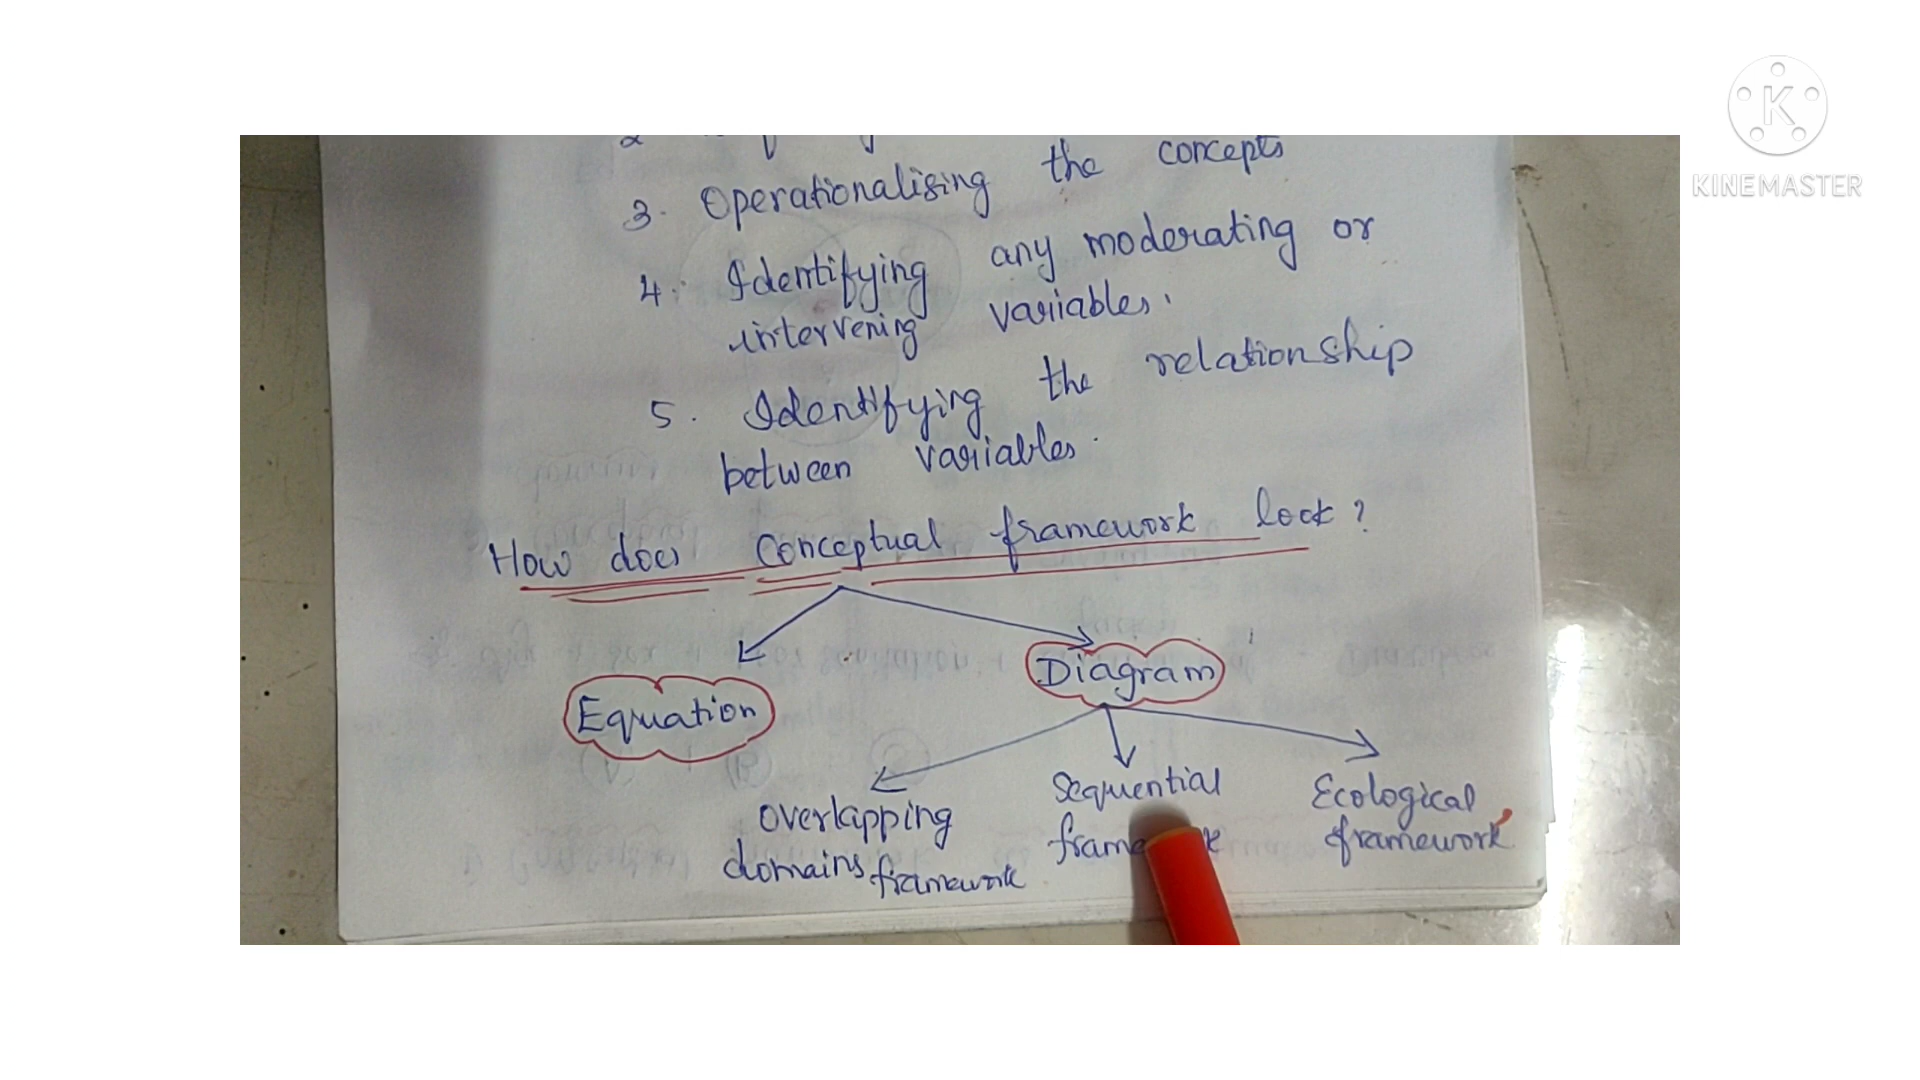 3. Operationalising the concepts
4. Identifying any moderating or
intervening variables.
5. Identifying the relationship
between variables.
How does conceptual framework look?
Equation
Diagram
Overlapping
domains framework
Sequential
Ecological
framework
KINEMASTER